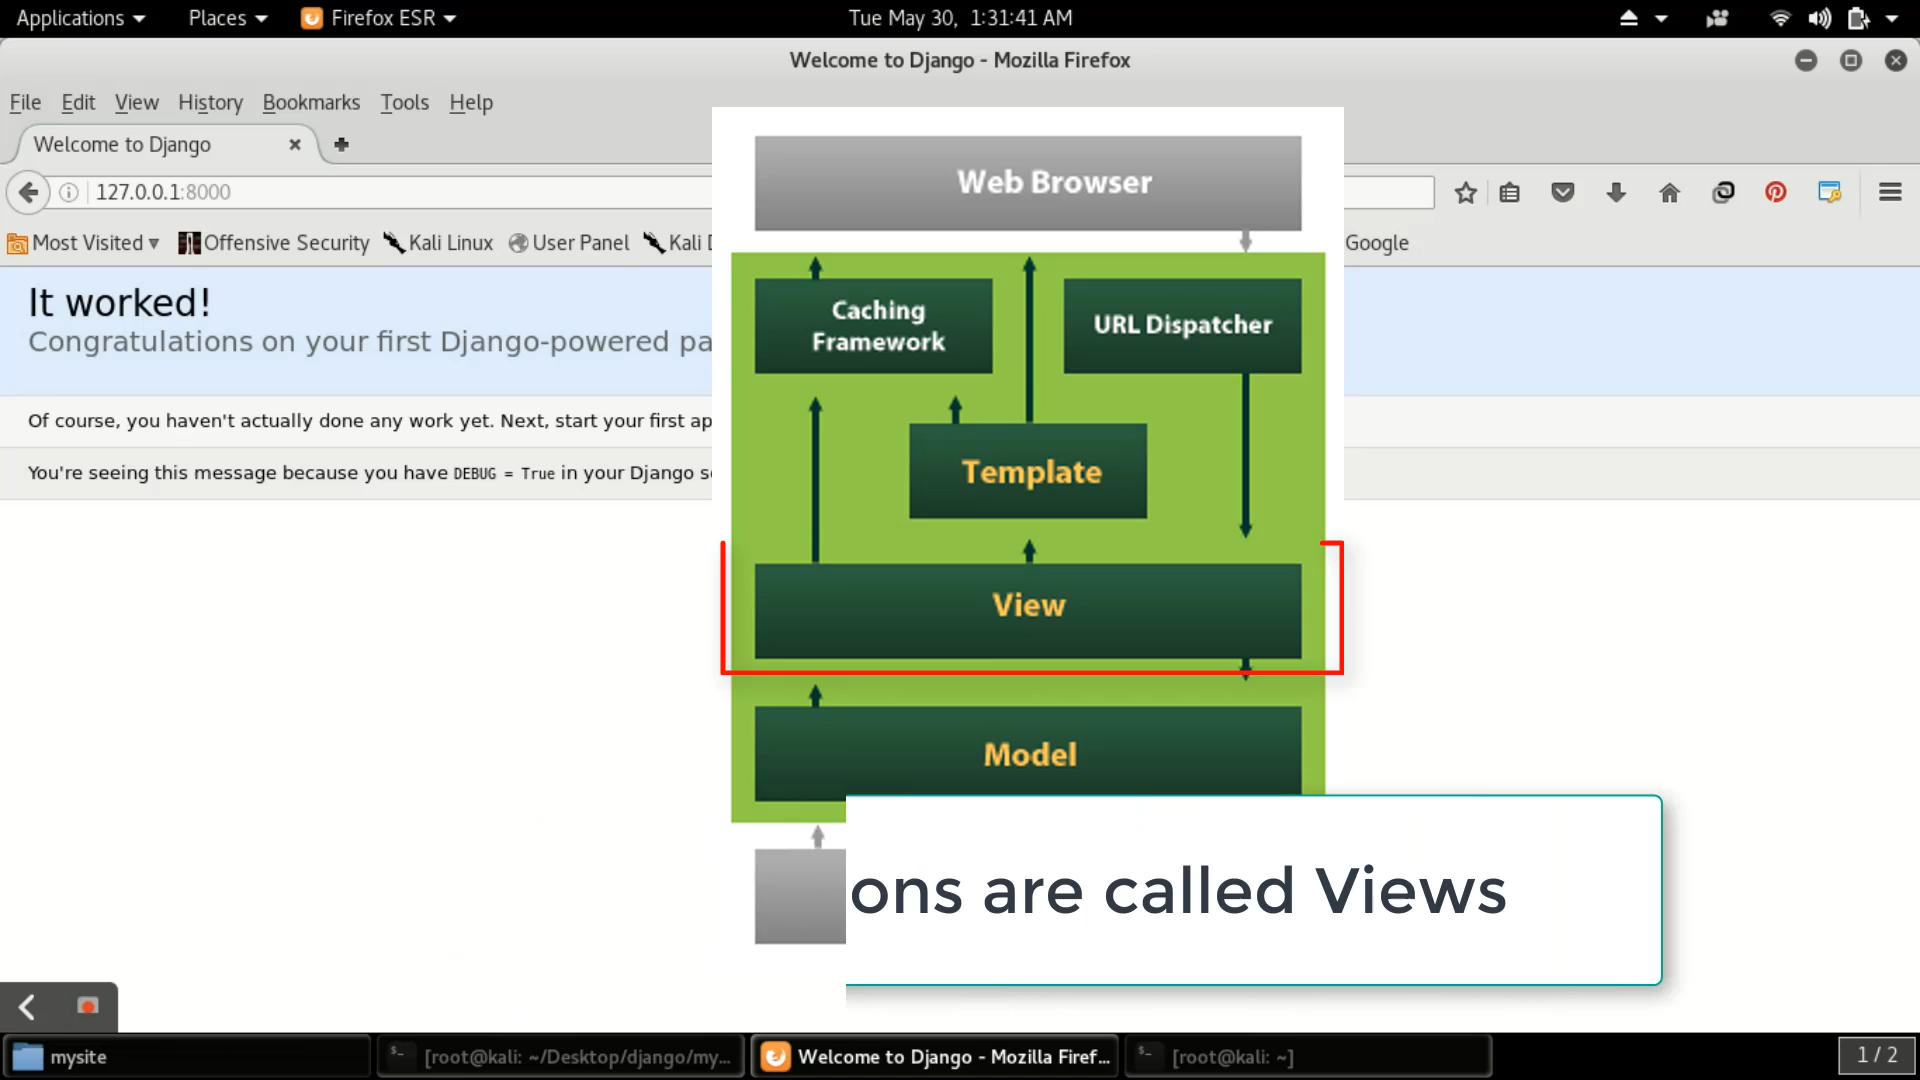 Applications Places Firefox ESR Tue May 30, 1:31:41 AM
Welcome to Django - Mozilla Firefox
File Edit View History Bookmarks Tools Help
Welcome to Django
127.0.0.1:8000
Most Visited Offensive Security Kali Linux User Panel Kali Google
It worked!
Congratulations on your first Django-powered
Of course, you haven't actually done any work yet. Next, start your first
You're seeing this message because you have DEBUG = True in your Django
Web Browser
Caching
Framework
URL Dispatcher
Template
View
Model
ons are called Views
mysite [root@kali: ~/Desktop/django/my... Welcome to Django - Mozilla Firef... [root@kali: ~] 1 / 2